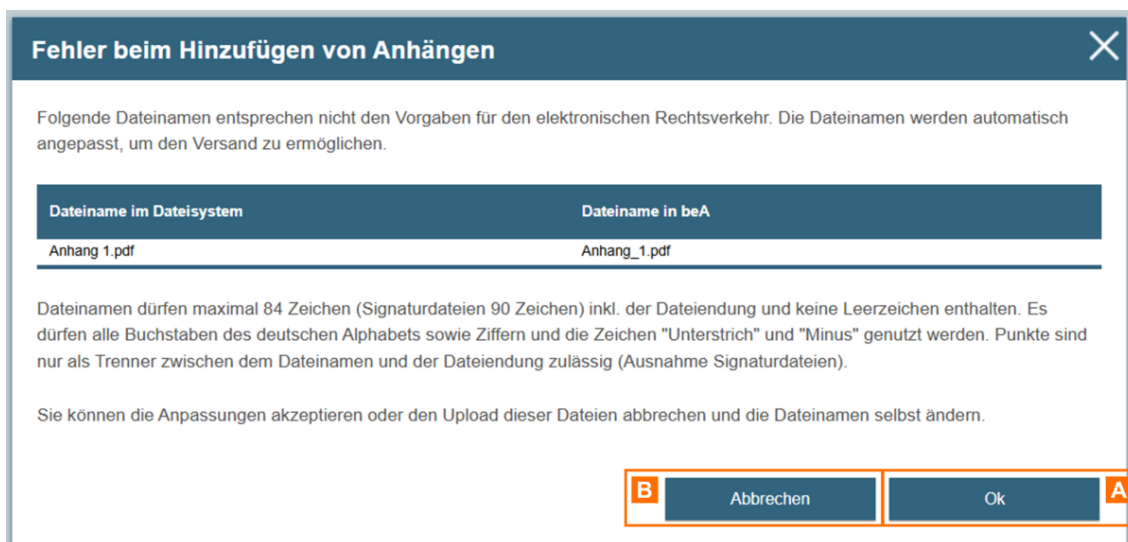 Fehler beim Hinzufügen von Anhängen
Folgende Dateinamen entsprechen nicht den Vorgaben für den elektronischen Rechtsverkehr. Die Dateinamen werden automatisch
angepasst, um den Versand zu ermöglichen.
Dateiname im Dateisystem Dateiname in beA
Anhang 1.pdf Anhang_1.pdf
Dateinamen dürfen maximal 84 Zeichen (Signaturdateien 90 Zeichen) inkl. der Dateiendung und keine Leerzeichen enthalten. Es
dürfen alle Buchstaben des deutschen Alphabets sowie Ziffern und die Zeichen "Unterstrich" und "Minus" genutzt werden. Punkte sind
nur als Trenner zwischen dem Dateinamen und der Dateiendung zulässig (Ausnahme Signaturdateien).
Sie können die Anpassungen akzeptieren oder den Upload dieser Dateien abbrechen und die Dateinamen selbst ändern.
B Abbrechen Ok A